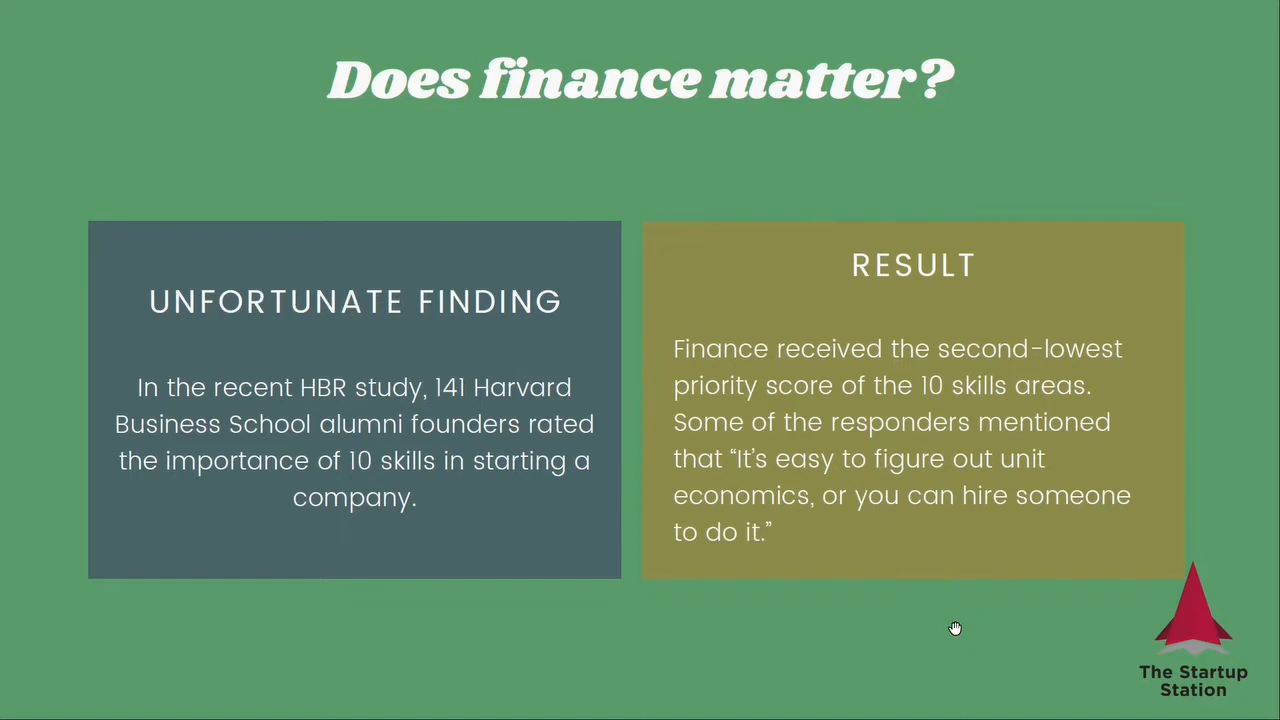 Does finance matter?
UNFORTUNATE FINDING
In the recent HBR study, 141 Harvard
Business School alumni founders rated
the importance of 10 skills in starting a
company.
RESULT
Finance received the second-lowest
priority score of the 10 skills areas.
Some of the responders mentioned
that “It’s easy to figure out unit
economics, or you can hire someone
to do it.”
The Startup
Station